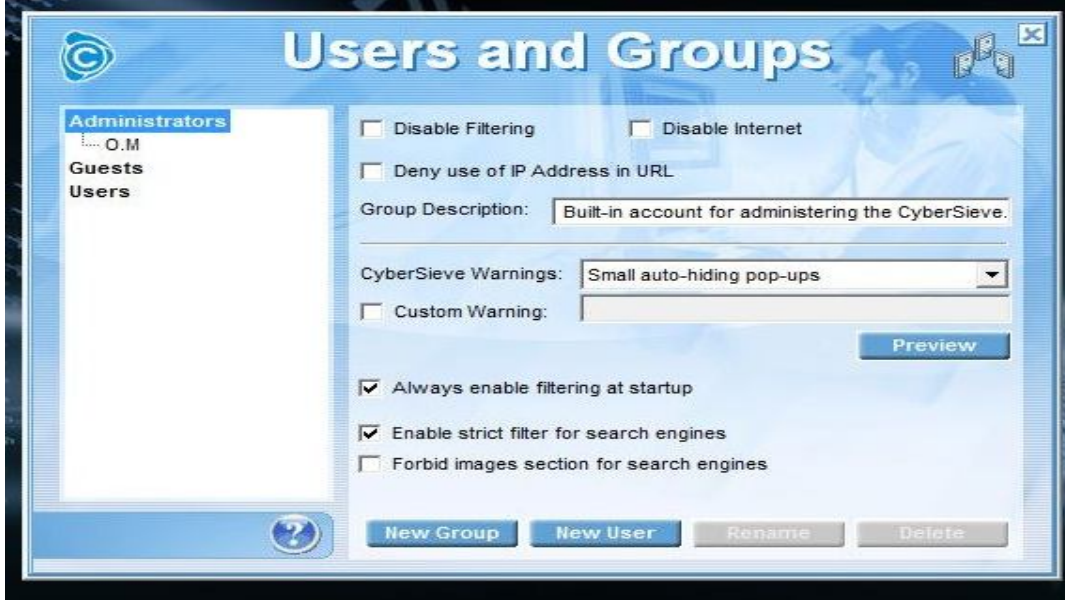 Users and Groups
Administrators
O.M
Guests
Users
Disable Filtering
Disable Internet
Deny use of IP Address in URL
Group Description: Built-in account for administering the CyberSieve.
CyberSieve Warnings: Small auto-hiding pop-ups
Custom Warning:
Preview
Always enable filtering at startup
Enable strict filter for search engines
Forbid images section for search engines
? New Group New User Rename Delete